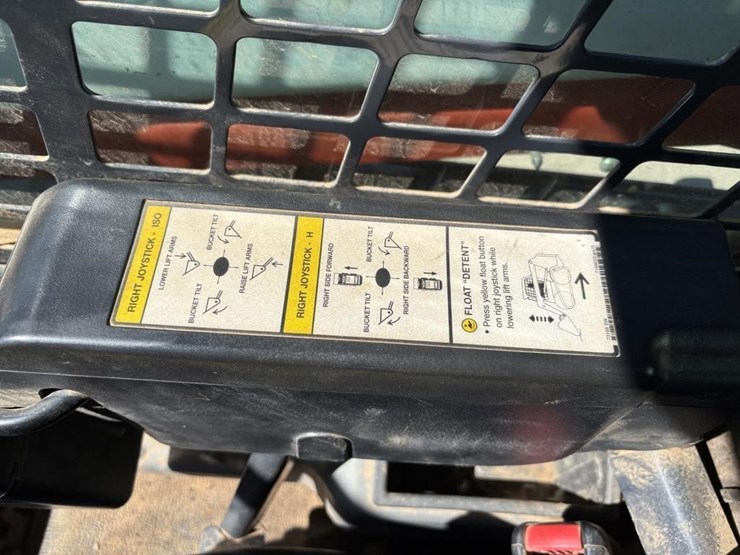 RIGHT JOYSTICK - ISO
LOWER LIFT ARMS
BUCKET TILT
BUCKET TILT
RAISE LIFT ARMS
RIGHT JOYSTICK - H
RIGHT SIDE FORWARD
BUCKET TILT
BUCKET TILT
RIGHT SIDE BACKWARD
FLOAT "DETENT"
• Press yellow float button
on right joystick while
lowering lift arms.